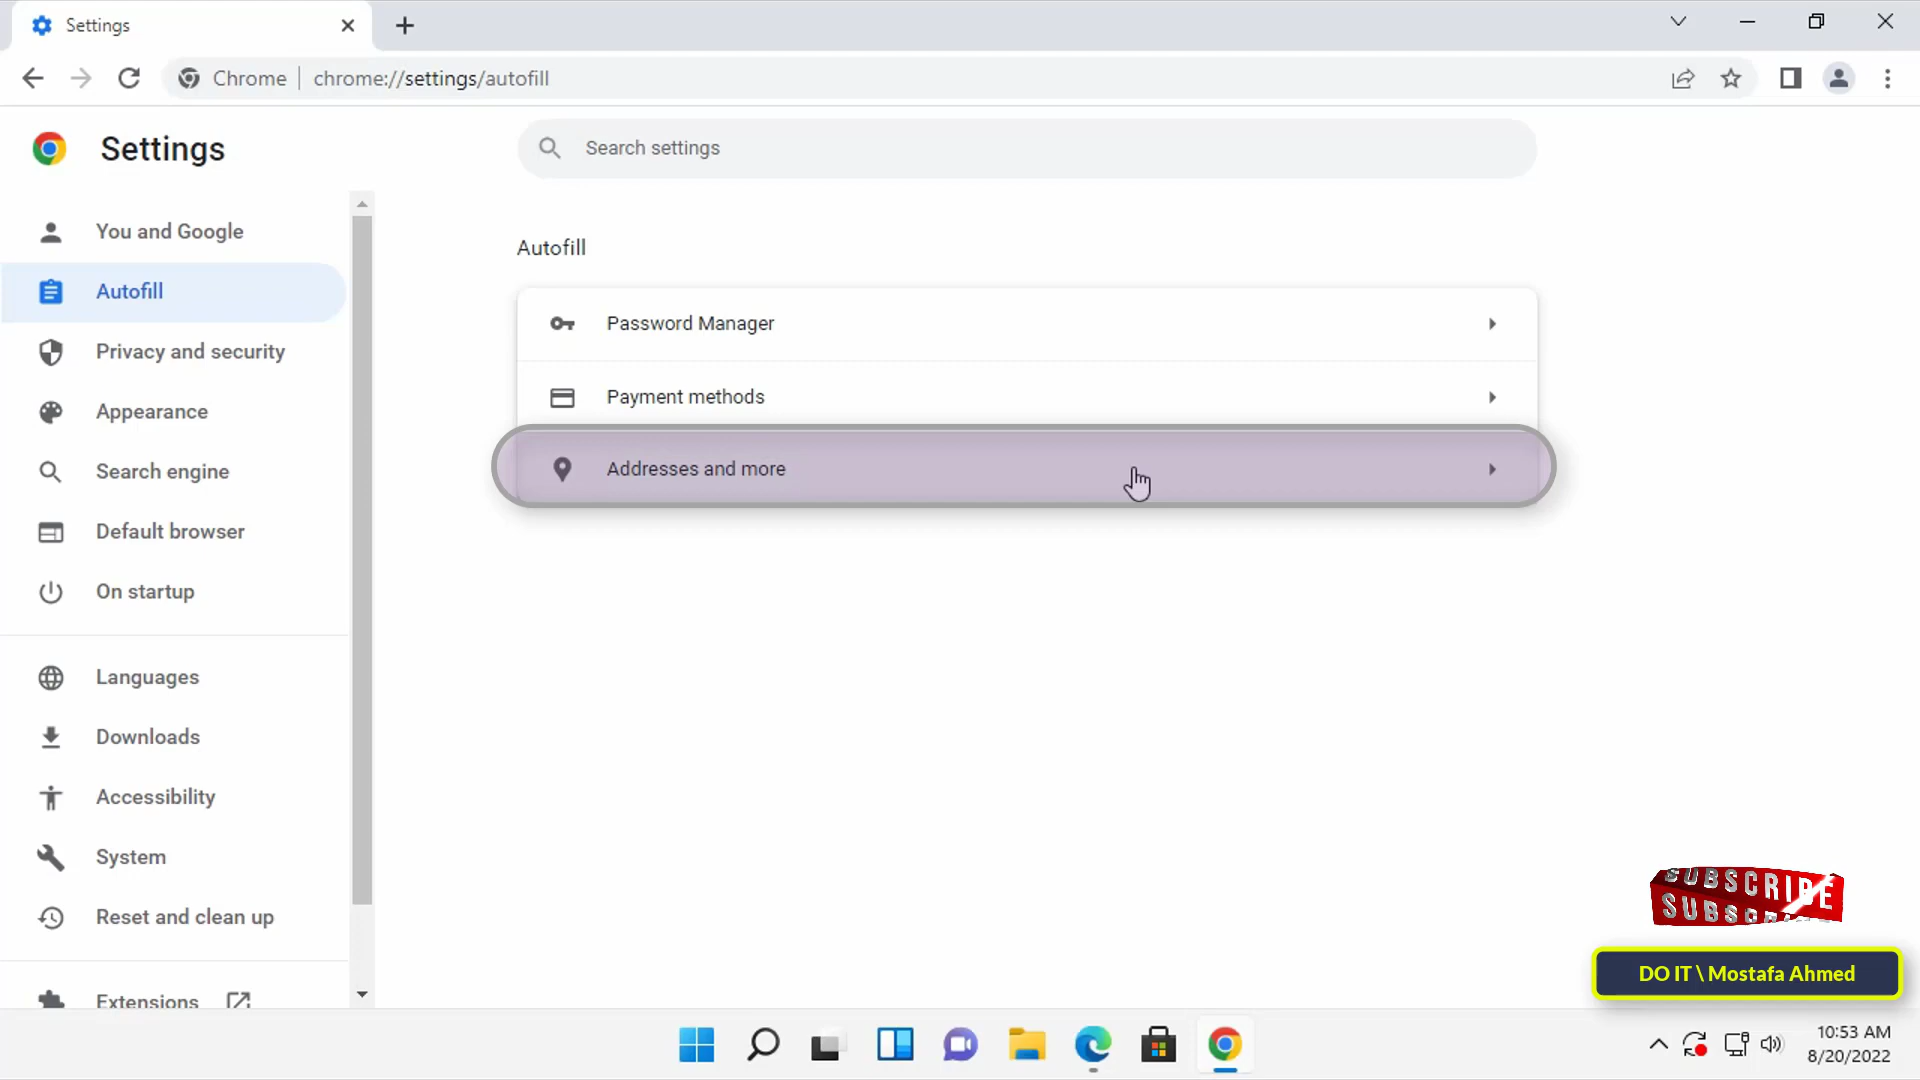 Settings
Chrome
chrome://settings/autofill
Settings
Search settings
You and Google
Autofill
Privacy and security
Appearance
Search engine
Default browser
On startup
Languages
Downloads
Accessibility
System
Reset and clean up
Extensions
Autofill
Password Manager
Payment methods
Addresses and more
SUBSCRIBE
DO IT \ Mostafa Ahmed
10:53 AM
8/20/2022